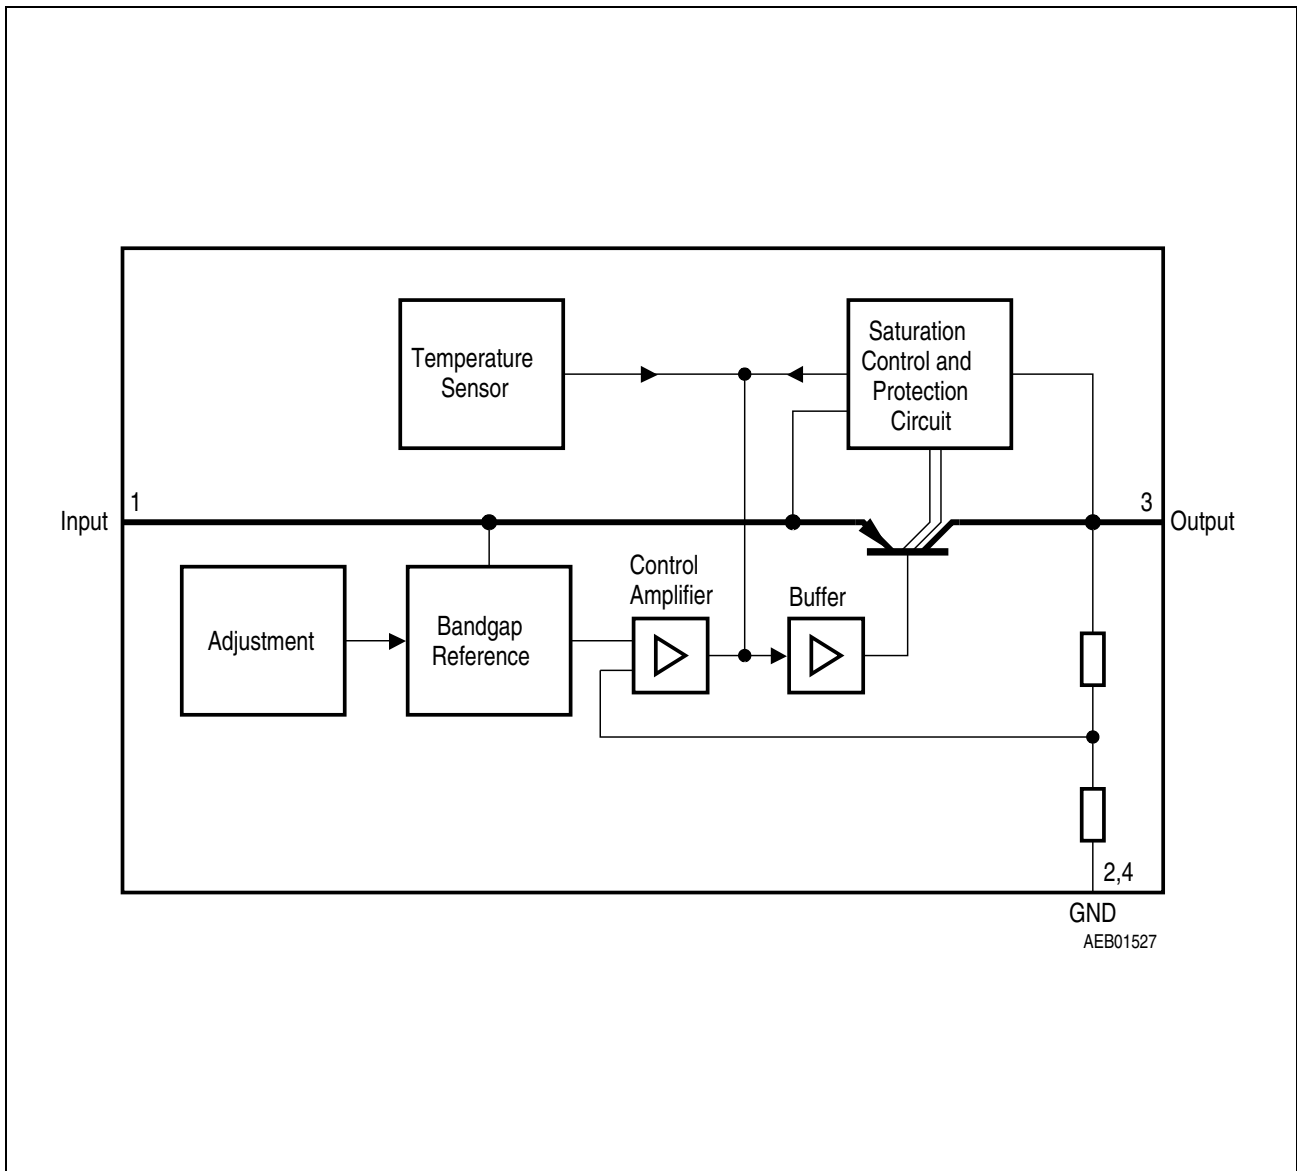 Temperature
Sensor
Saturation
Control and
Protection
Circuit
1
3
Input
Output
Adjustment
Bandgap
Reference
Control
Amplifier
Buffer
2,4
GND
AEB01527